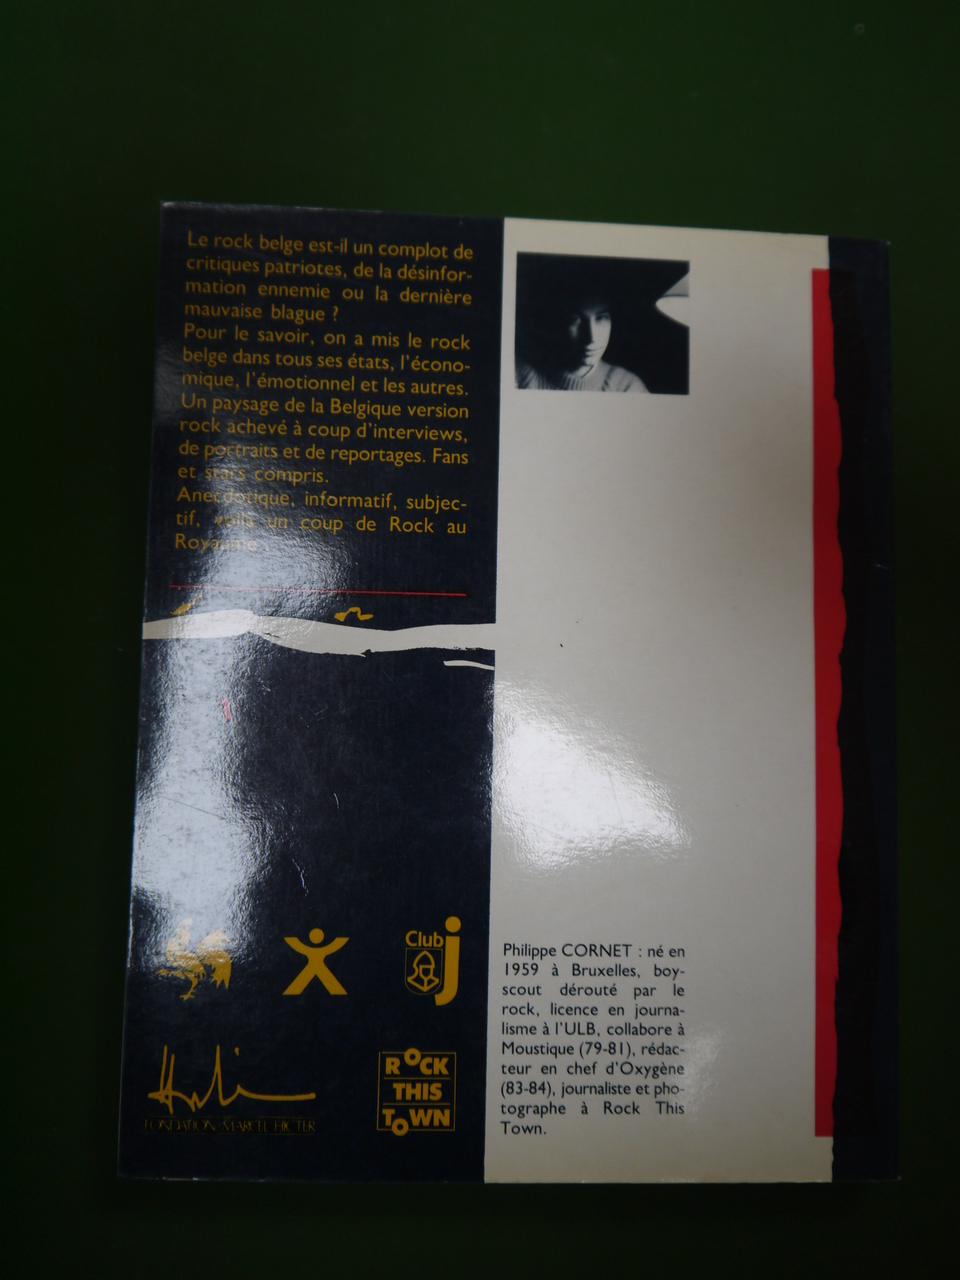 Le rock belge est-il un complot de
critiques patriotes, de la désinfor-
mation ennemie ou la dernière
mauvaise blague ?
Pour le savoir, on a mis le rock
belge dans tous ses états, l'écono-
mique, l'émotionnel et les autres.
Un paysage de la Belgique version
rock achevé à coup d'interviews,
de portraits et de reportages. Fans
et stars compris.
Anecdotique, informatif, subjec-
tif, voilà un coup de Rock au
Royaume.
Club
j
FONDATION MARCEL HICTER
ROCK
THIS
TOWN
Philippe CORNET : né en
1959 à Bruxelles, boy-
scout dérouté par le
rock, licence en journa-
lisme à l'ULB, collabore à
Moustique (79-81), rédac-
teur en chef d'Oxygène
(83-84), journaliste et pho-
tographe à Rock This
Town.